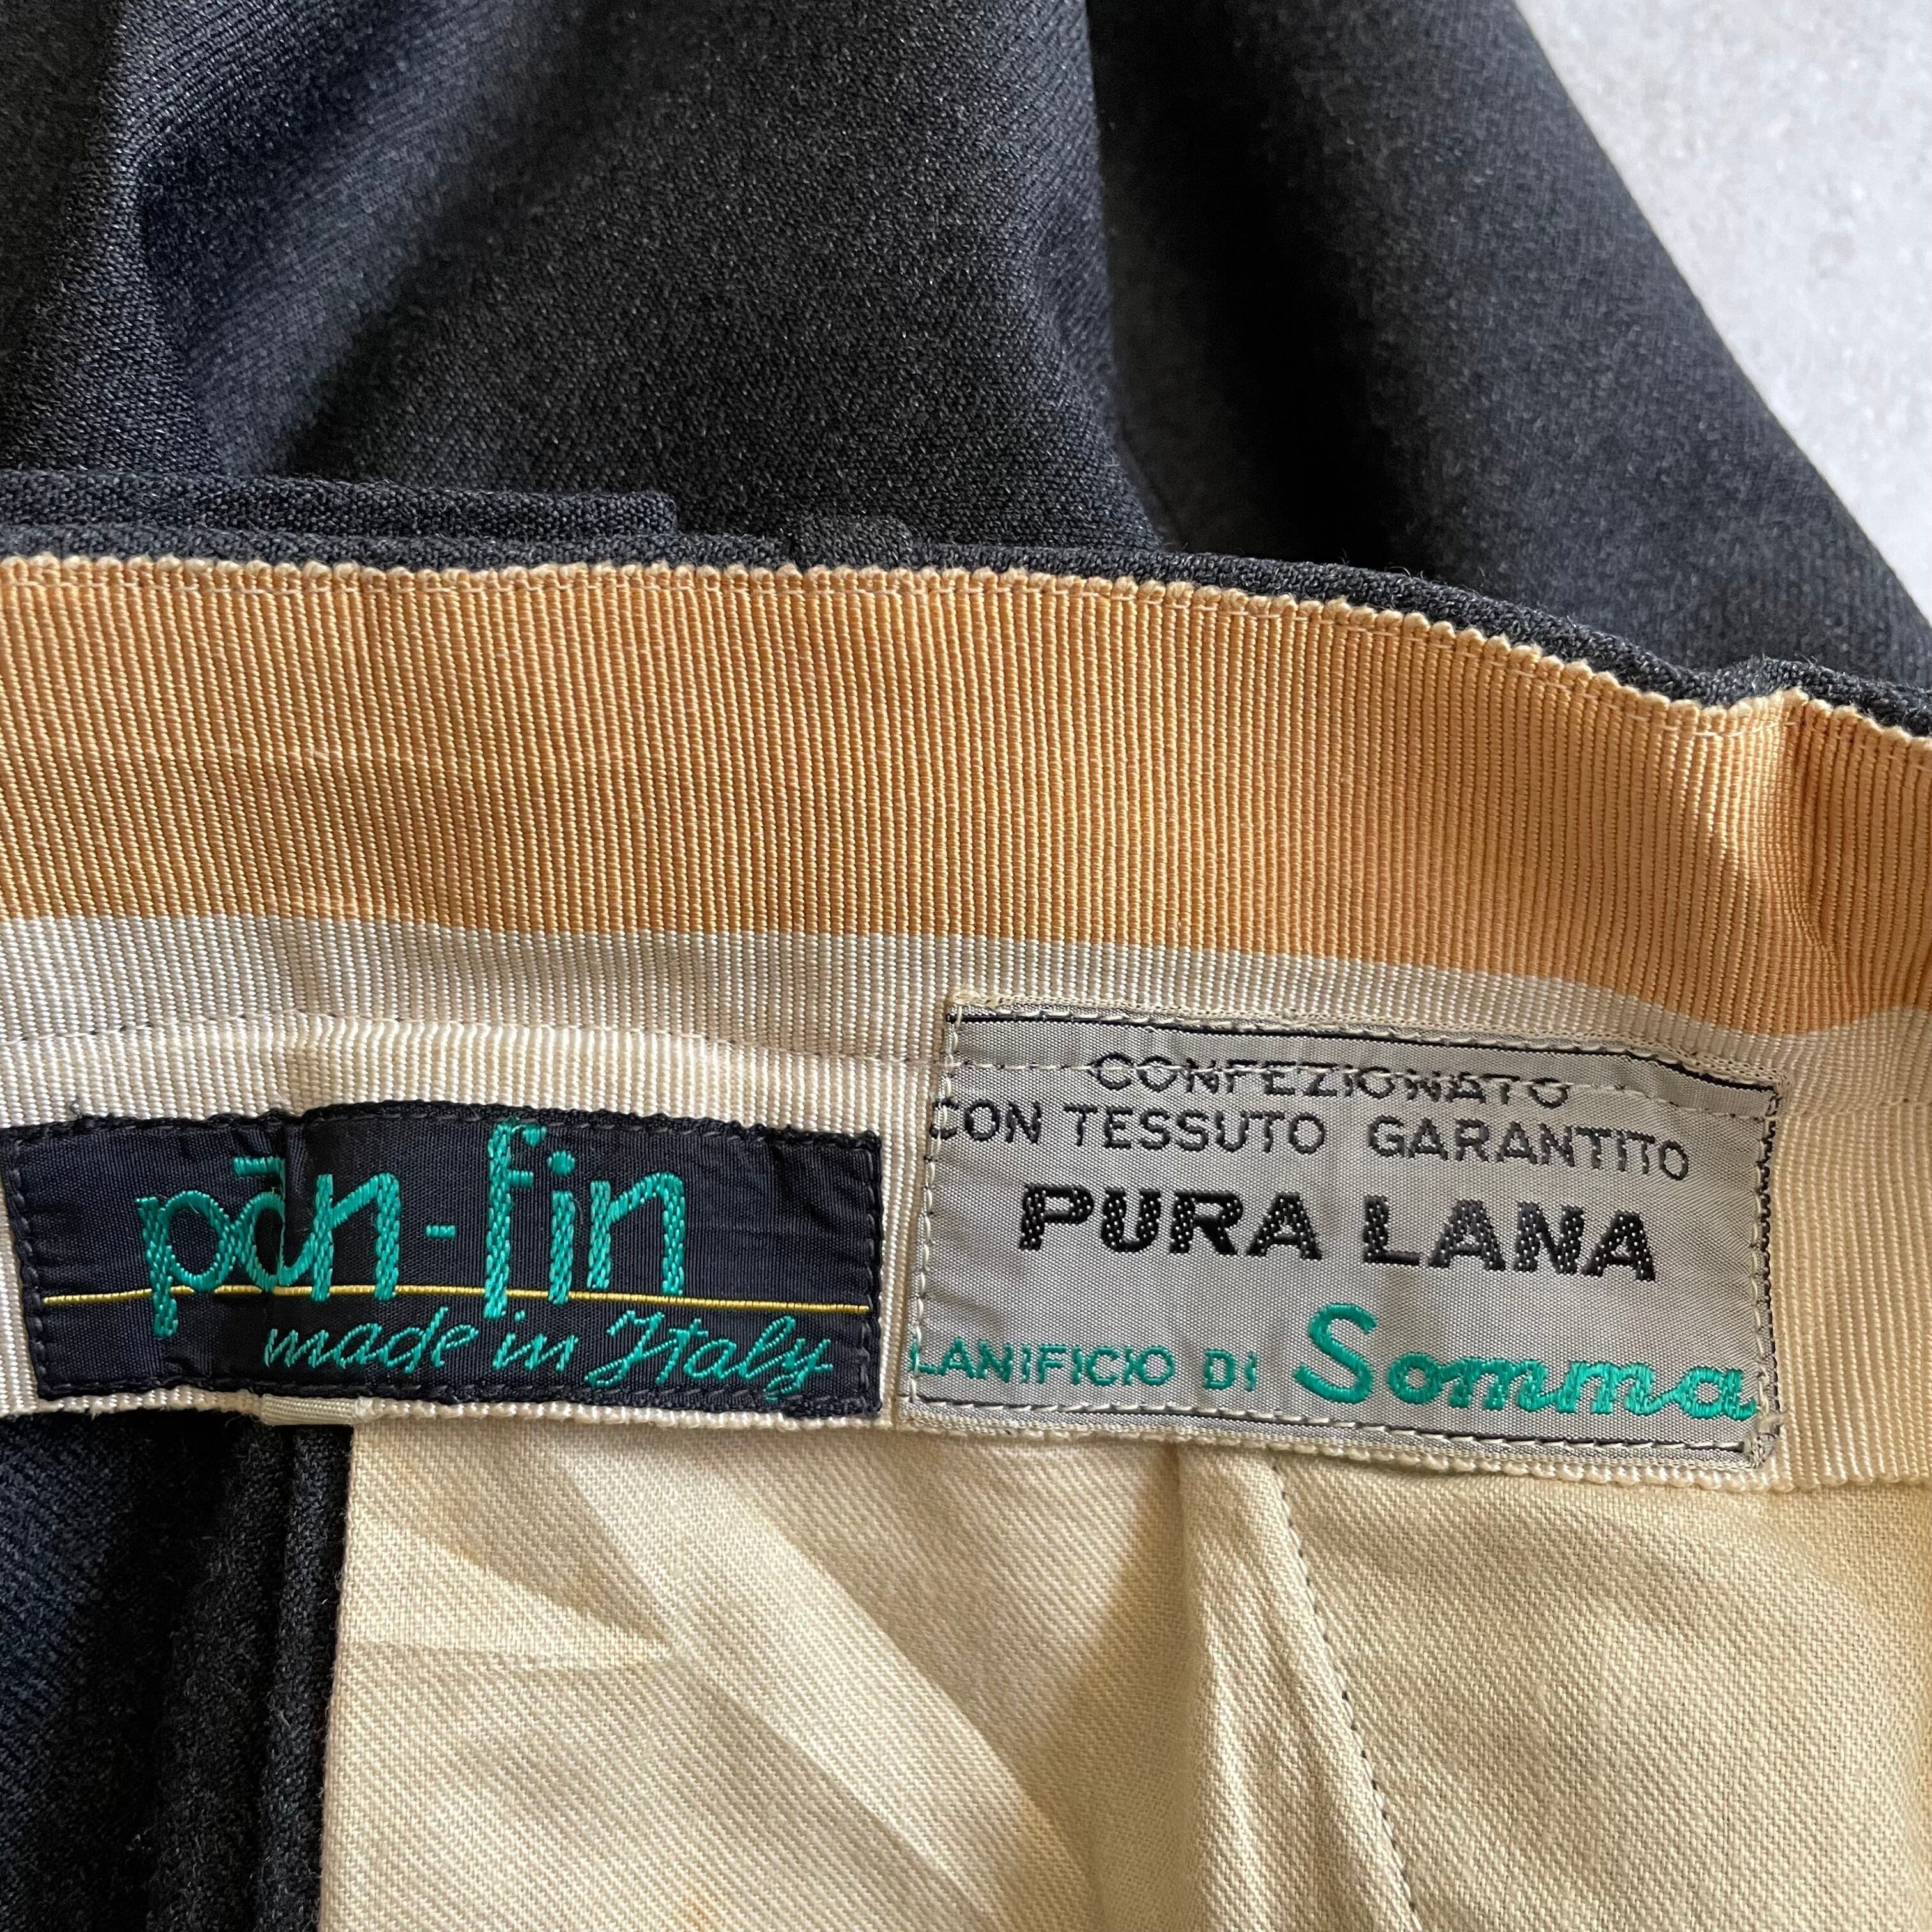 pān-fin
made in Italy
CONFEZIONATO
CON TESSUTO GARANTITO
PURA LANA
LANIFICIO DI Somma